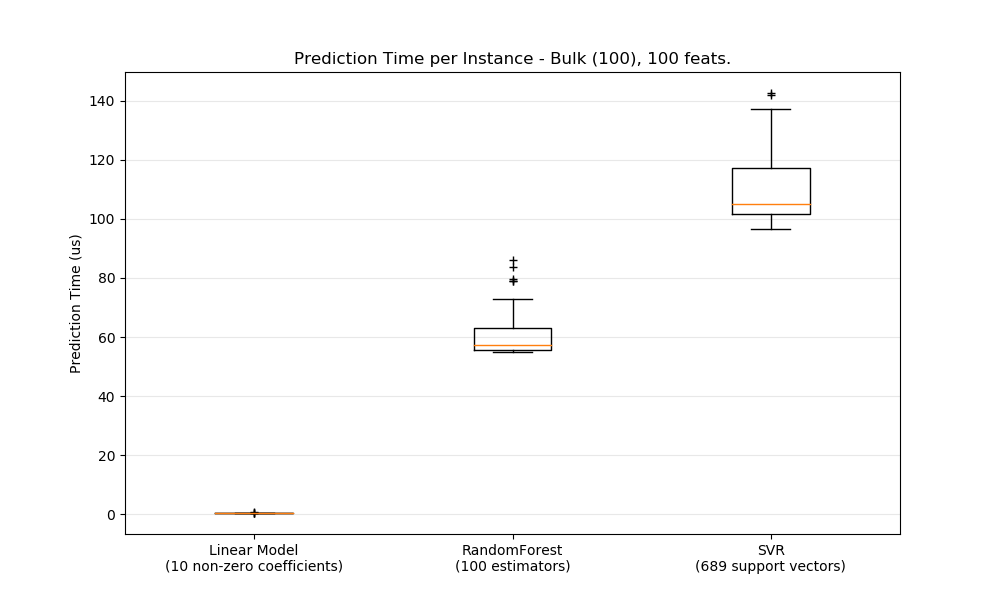 Prediction Time per Instance - Bulk (100), 100 feats.
Prediction Time (us)
140
120
100
80
60
40
20
0
Linear Model
(10 non-zero coefficients)
RandomForest
(100 estimators)
SVR
(689 support vectors)